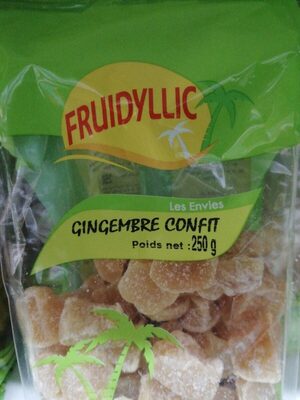 FRUIDYLLIC
Les Envies
GINGEMBRE CONFIT
Poids net : 250 g